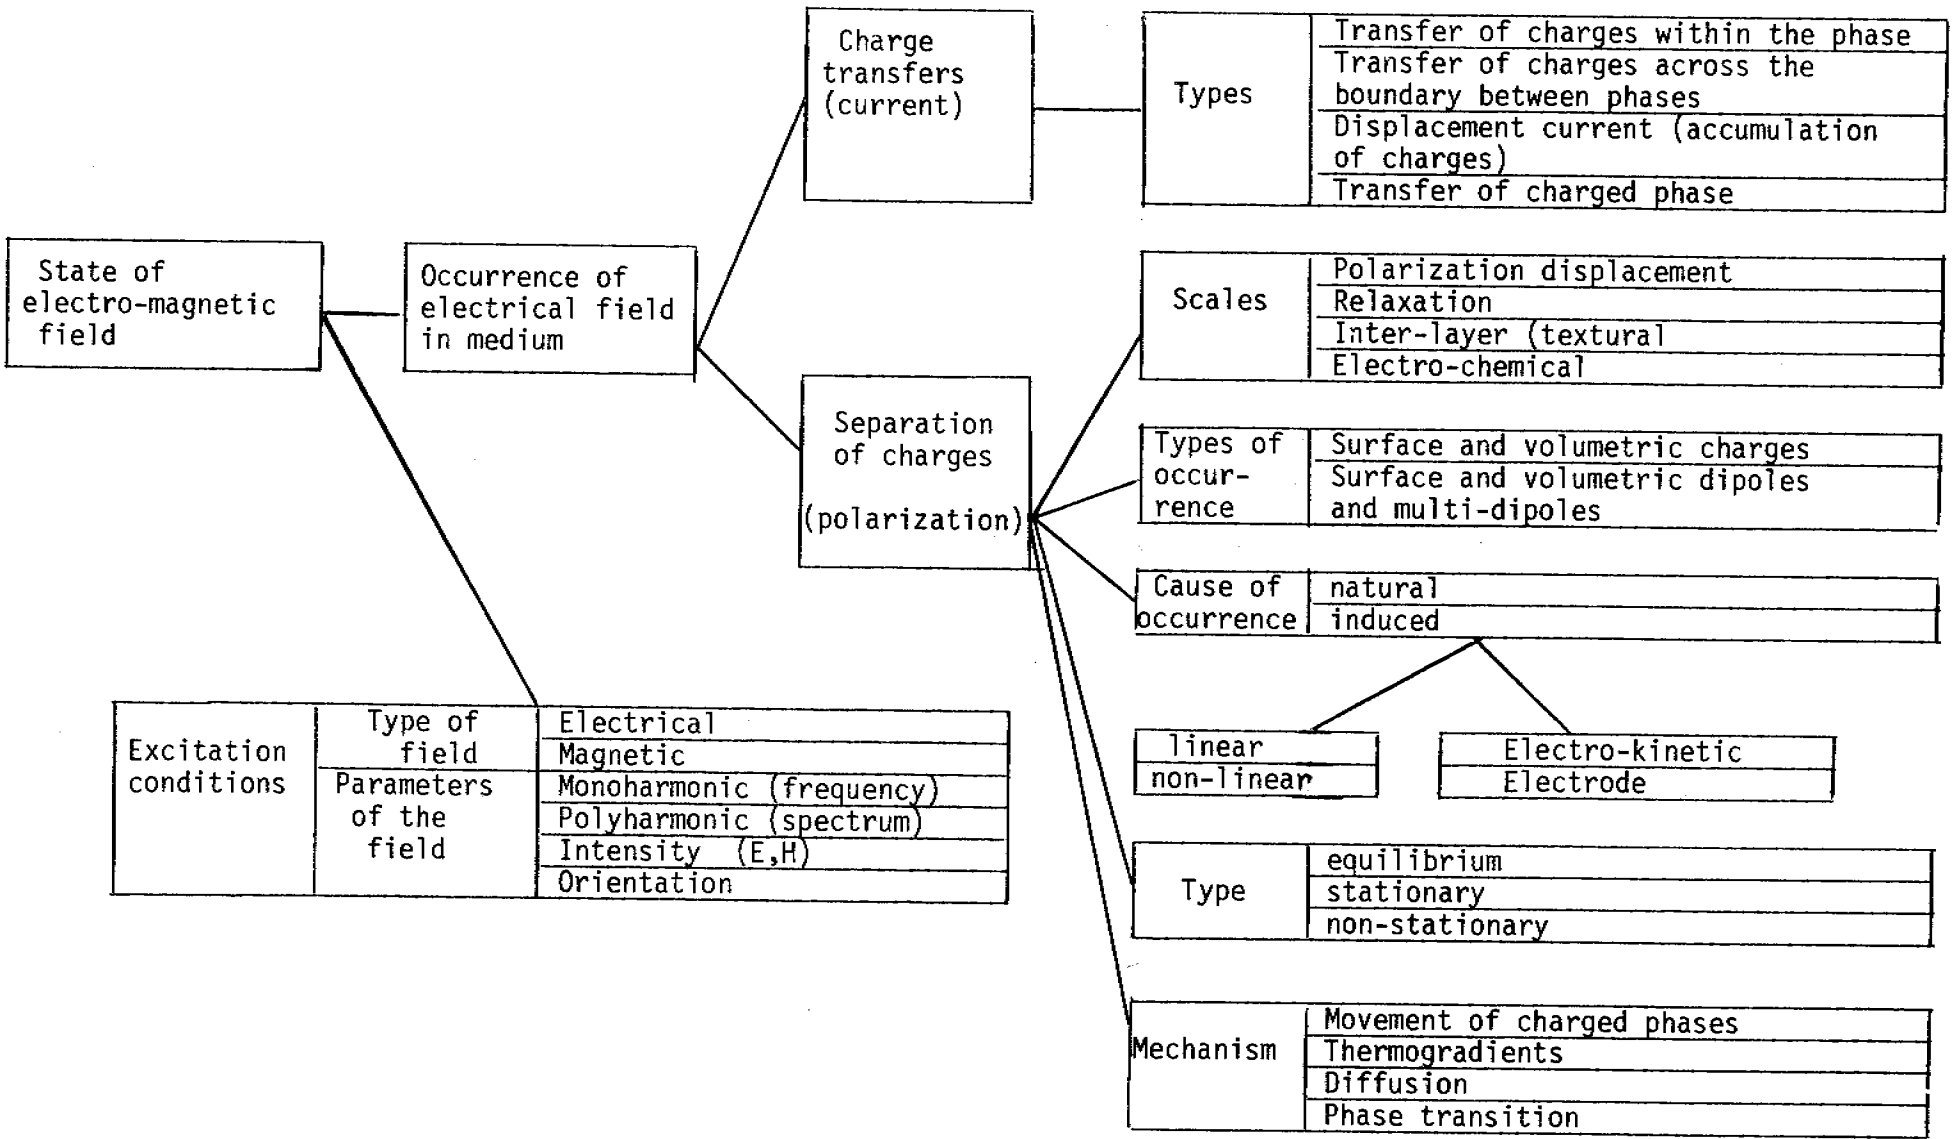 State of
electro-magnetic
field
Occurrence of
electrical field
in medium
Charge
transfers
(current)
Types
Transfer of charges within the phase
Transfer of charges across the
boundary between phases
Displacement current (accumulation
of charges)
Transfer of charged phase
Separation
of charges
(polarization)
Scales
Polarization displacement
Relaxation
Inter-layer (textural
Electro-chemical
Types of
occur-
rence
Surface and volumetric charges
Surface and volumetric dipoles
and multi-dipoles
Cause of
occurrence
natural
induced
linear
non-linear
Electro-kinetic
Electrode
Type
equilibrium
stationary
non-stationary
Mechanism
Movement of charged phases
Thermogradients
Diffusion
Phase transition
Excitation
conditions
Type of
field
Electrical
Magnetic
Parameters
of the
field
Monoharmonic (frequency)
Polyharmonic (spectrum)
Intensity (E,H)
Orientation